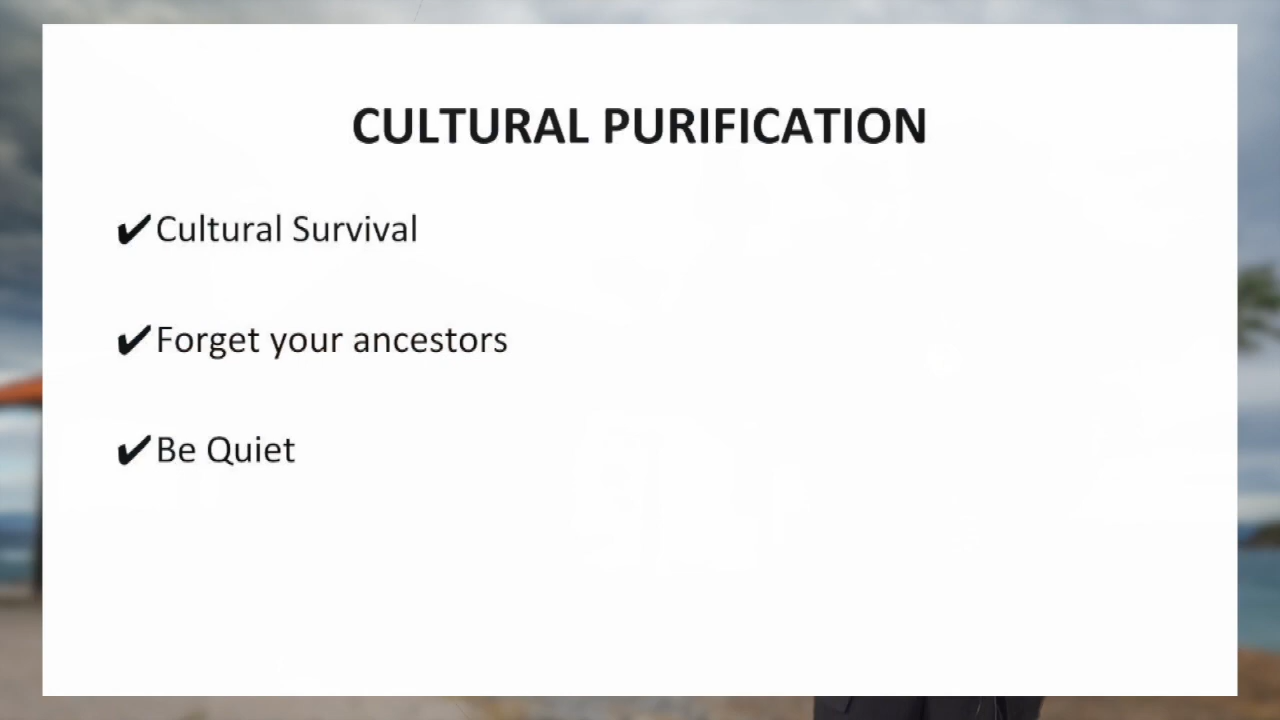 CULTURAL PURIFICATION
✔Cultural Survival
✔Forget your ancestors
✔Be Quiet